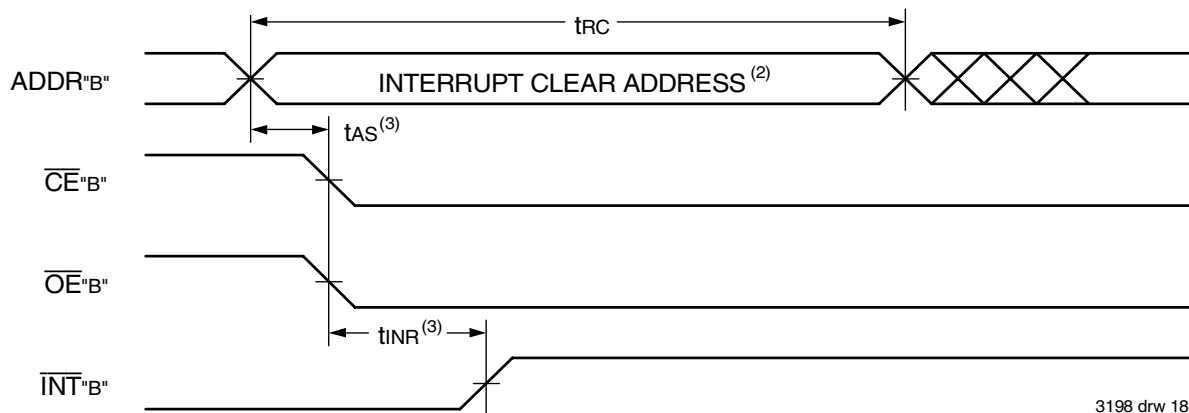 tRC
ADDR"B"
INTERRUPT CLEAR ADDRESS(2)
tAS(3)
CE"B"
OE"B"
tINR(3)
INT"B"
3198 drw 18